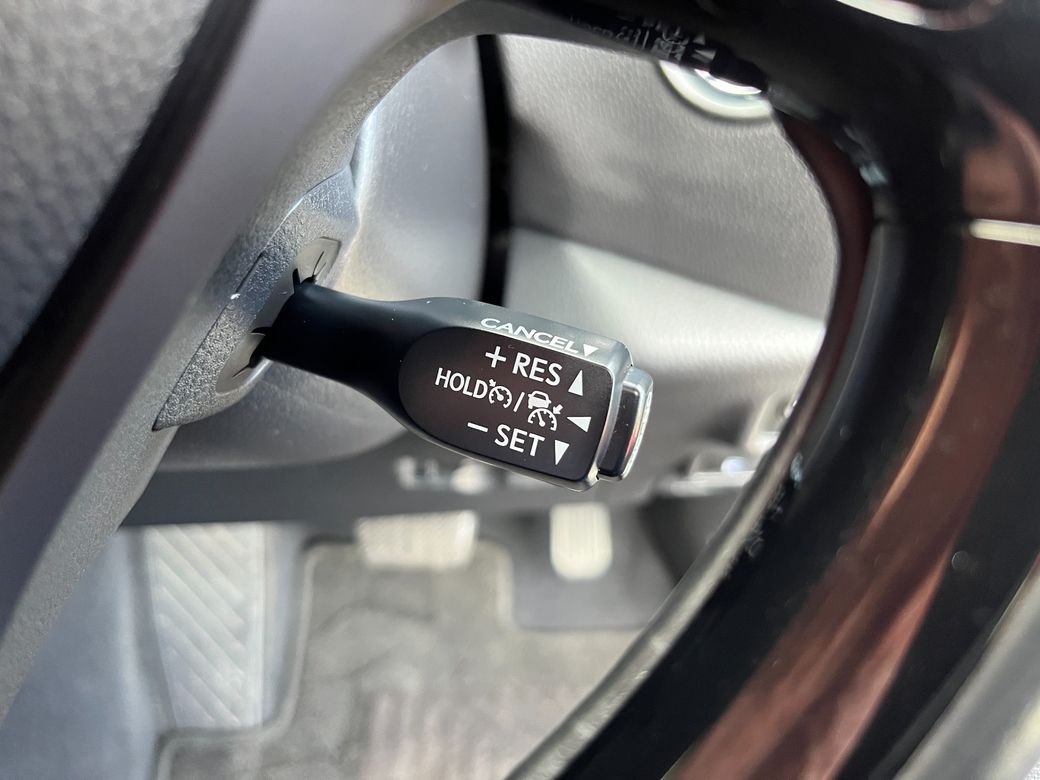 CANCEL▼
+ RES ▲
HOLD / ◀
− SET ▼